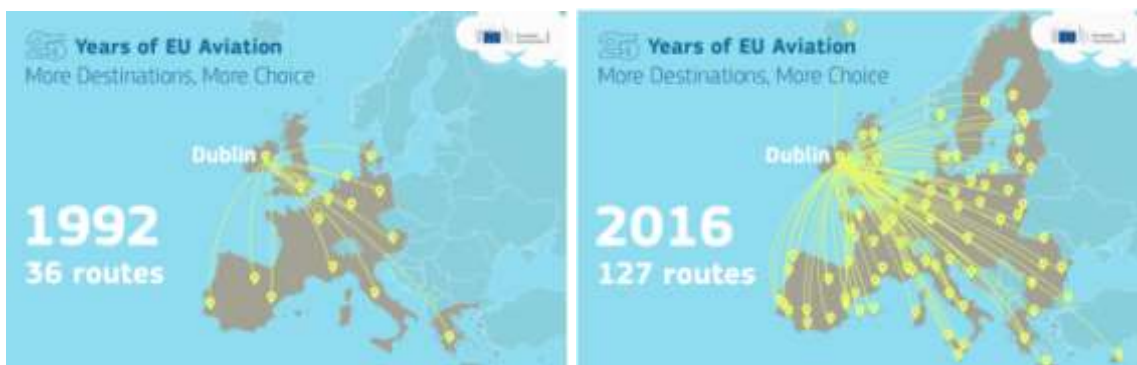 25 Years of EU Aviation
More Destinations, More Choice
Dublin
1992
36 routes
25 Years of EU Aviation
More Destinations, More Choice
Dublin
2016
127 routes